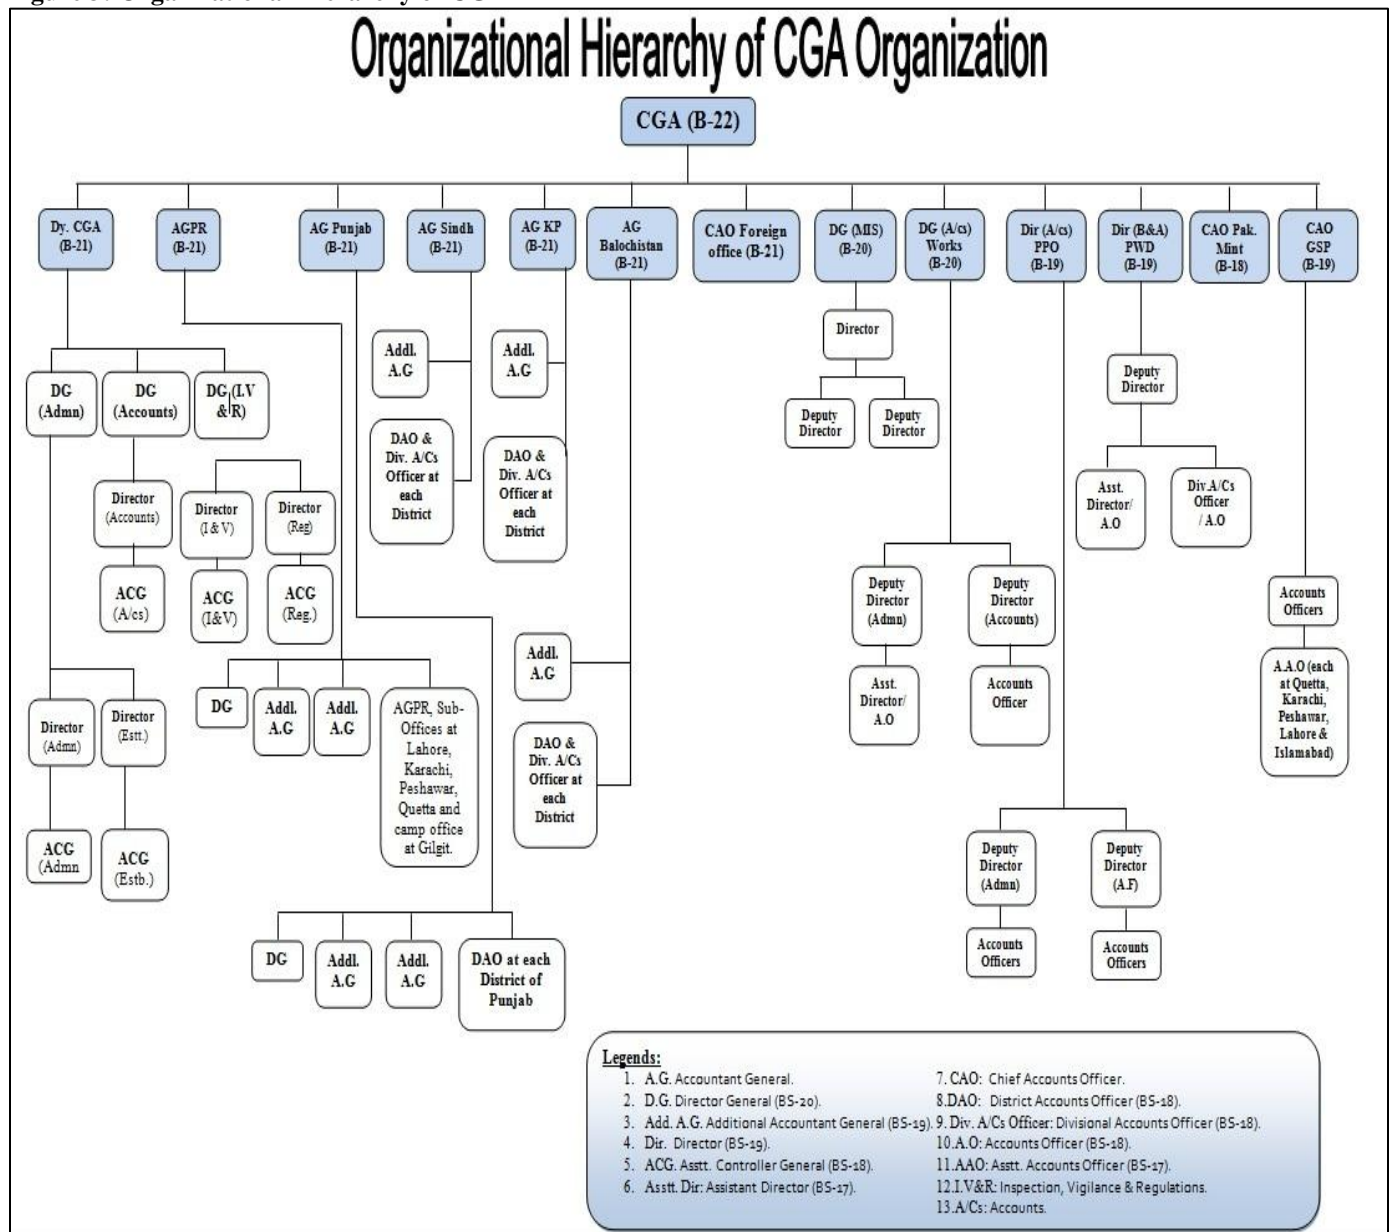 Organizational Hierarchy of CGA Organization
CGA (B-22)
Dy. CGA
(B-21)
AGPR
(B-21)
AG Punjab
(B-21)
AG Sindh
(B-21)
AG KP
(B-21)
AG
Balochistan
(B-21)
CAO Foreign
office (B-21)
DG (MIS)
(B-20)
DG (A/cs)
Works
(B-20)
Dir (A/cs)
PPO
(B-19)
Dir (B&A)
PWD
(B-19)
CAO Pak.
Mint
(B-18)
CAO
GSP
(B-19)
DG
(Admn)
DG
(Accounts)
DG (I.V
& R)
Director
(Accounts)
Director
(I & V)
Director
(Reg)
ACG
(A/cs)
ACG
(I&V)
ACG
(Reg.)
Director
(Admn)
Director
(Estt.)
ACG
(Admn
ACG
(Estb.)
DG
Addl.
A.G
Addl.
A.G
AGPR, Sub-
Offices at
Lahore,
Karachi,
Peshawar,
Quetta and
camp office
at Gilgit.
DG
Addl.
A.G
Addl.
A.G
DAO at each
District of
Punjab
Addl.
A.G
DAO &
Div. A/Cs
Officer at
each
District
Addl.
A.G
DAO &
Div. A/Cs
Officer at
each
District
Addl.
A.G
DAO &
Div. A/Cs
Officer at
each
District
Director
Deputy
Director
Deputy
Director
Deputy
Director
(Admn)
Deputy
Director
(Accounts)
Asst.
Director/
A.O
Accounts
Officer
Deputy
Director
(Admn)
Deputy
Director
(A.F)
Accounts
Officers
Accounts
Officers
Deputy
Director
Asst.
Director/
A.O
Div.A/Cs
Officer
/ A.O
Accounts
Officers
A.A.O (each
at Quetta,
Karachi,
Peshawar,
Lahore &
Islamabad)
Legends:
1. A.G. Accountant General.
2. D.G. Director General (BS-20).
3. Add. A.G. Additional Accountant General (BS-19).
4. Dir. Director (BS-19).
5. ACG. Asstt. Controller General (BS-18).
6. Asstt. Dir: Assistant Director (BS-17).
7. CAO: Chief Accounts Officer.
8.DAO: District Accounts Officer (BS-18).
9. Div. A/Cs Officer: Divisional Accounts Officer (BS-18).
10.A.O: Accounts Officer (BS-18).
11.AAO: Asstt. Accounts Officer (BS-17).
12.I.V&R: Inspection, Vigilance & Regulations.
13.A/Cs: Accounts.